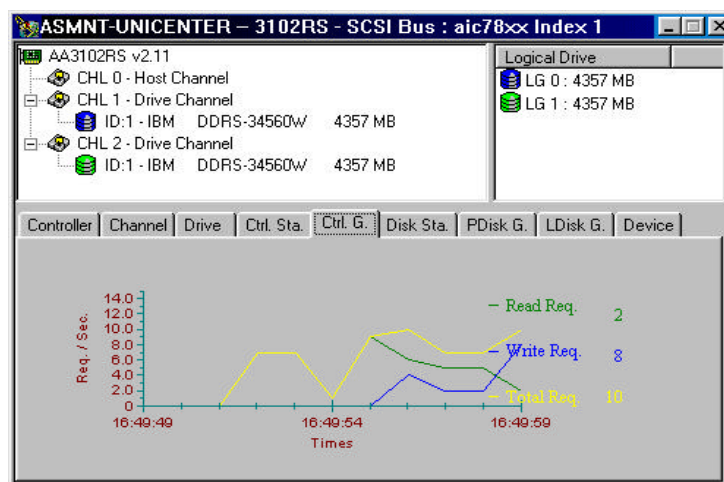 ASMNT-UNICENTER – 3102RS - SCSI Bus : aic78xx Index 1
AA3102RS v2.11
CHL 0 - Host Channel
CHL 1 - Drive Channel
ID:1 - IBM DDRS-34560W 4357 MB
CHL 2 - Drive Channel
ID:1 - IBM DDRS-34560W 4357 MB
Logical Drive
LG 0 : 4357 MB
LG 1 : 4357 MB
Controller Channel Drive Ctrl. Sta. Ctrl. G. Disk Sta. PDisk G. LDisk G. Device
Req. / Sec.
14.0
12.0
10.0
8.0
6.0
4.0
2.0
0
16:49:49 16:49:54 16:49:59
Times
Read Req. 2
Write Req. 8
Total Req. 10